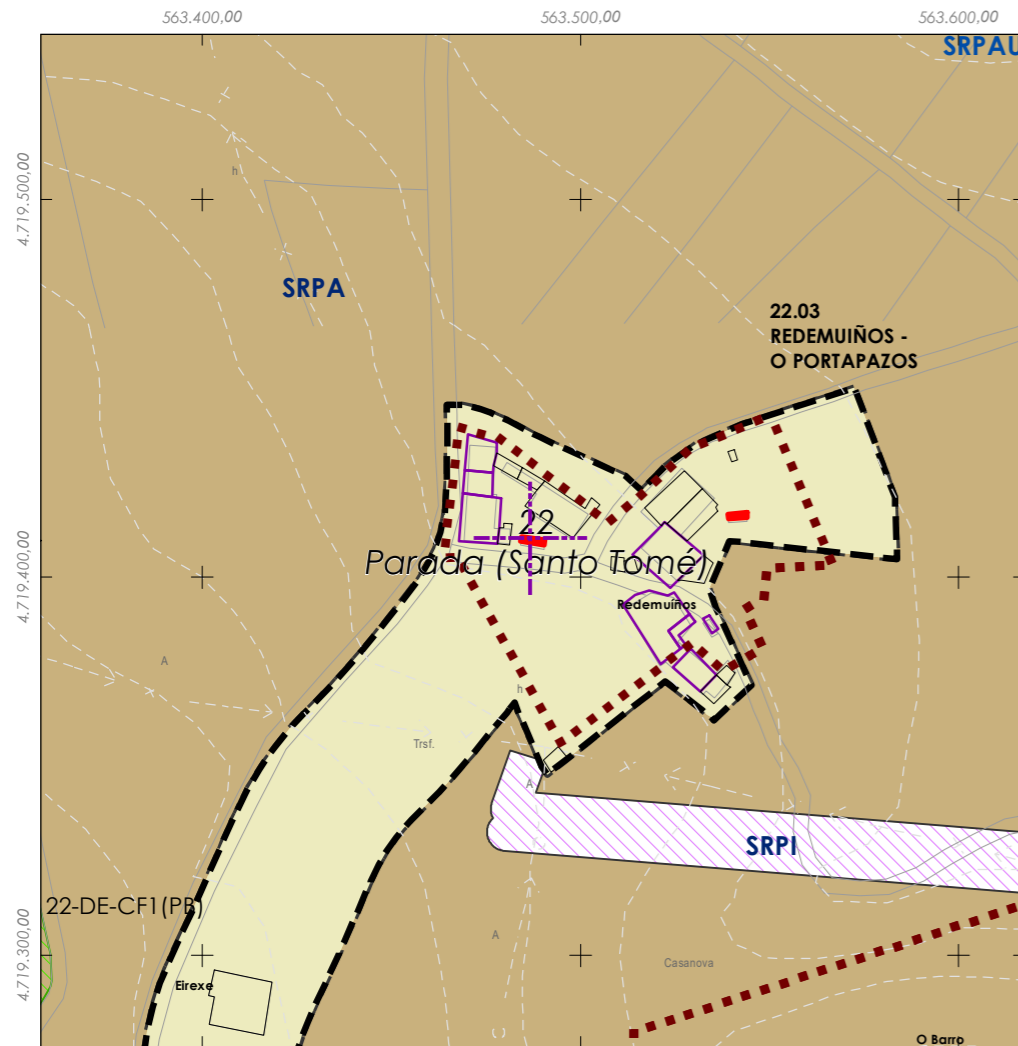 563.400,00
563.500,00
563.600,00
SRPAU
4.719.500,00
h
SRPA
22.03
REDEMUIÑOS -
O PORTAPAZOS
22
4.719.400,00
Parada (Santo Tomé)
Redemuíños
A
h
Trsf.
A
SRPI
22-DE-CF1(PB)
4.719.300,00
A
Casanova
Eirexe
O Barro